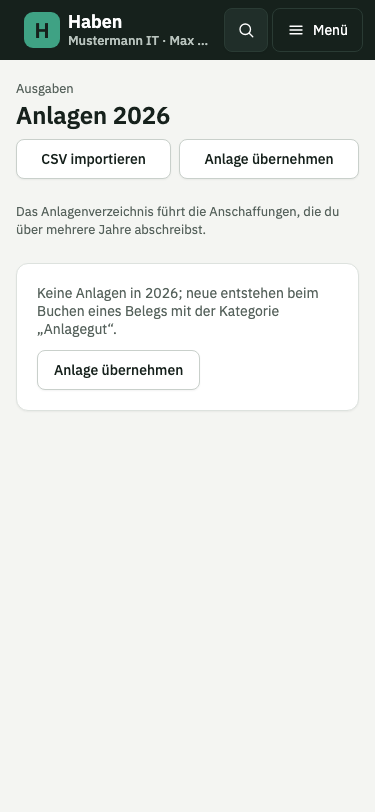 H
Haben
Mustermann IT · Max ...
Menü
Ausgaben
Anlagen 2026
CSV importieren
Anlage übernehmen
Das Anlagenverzeichnis führt die Anschaffungen, die du
über mehrere Jahre abschreibst.
Keine Anlagen in 2026; neue entstehen beim
Buchen eines Belegs mit der Kategorie
„Anlagegut“.
Anlage übernehmen